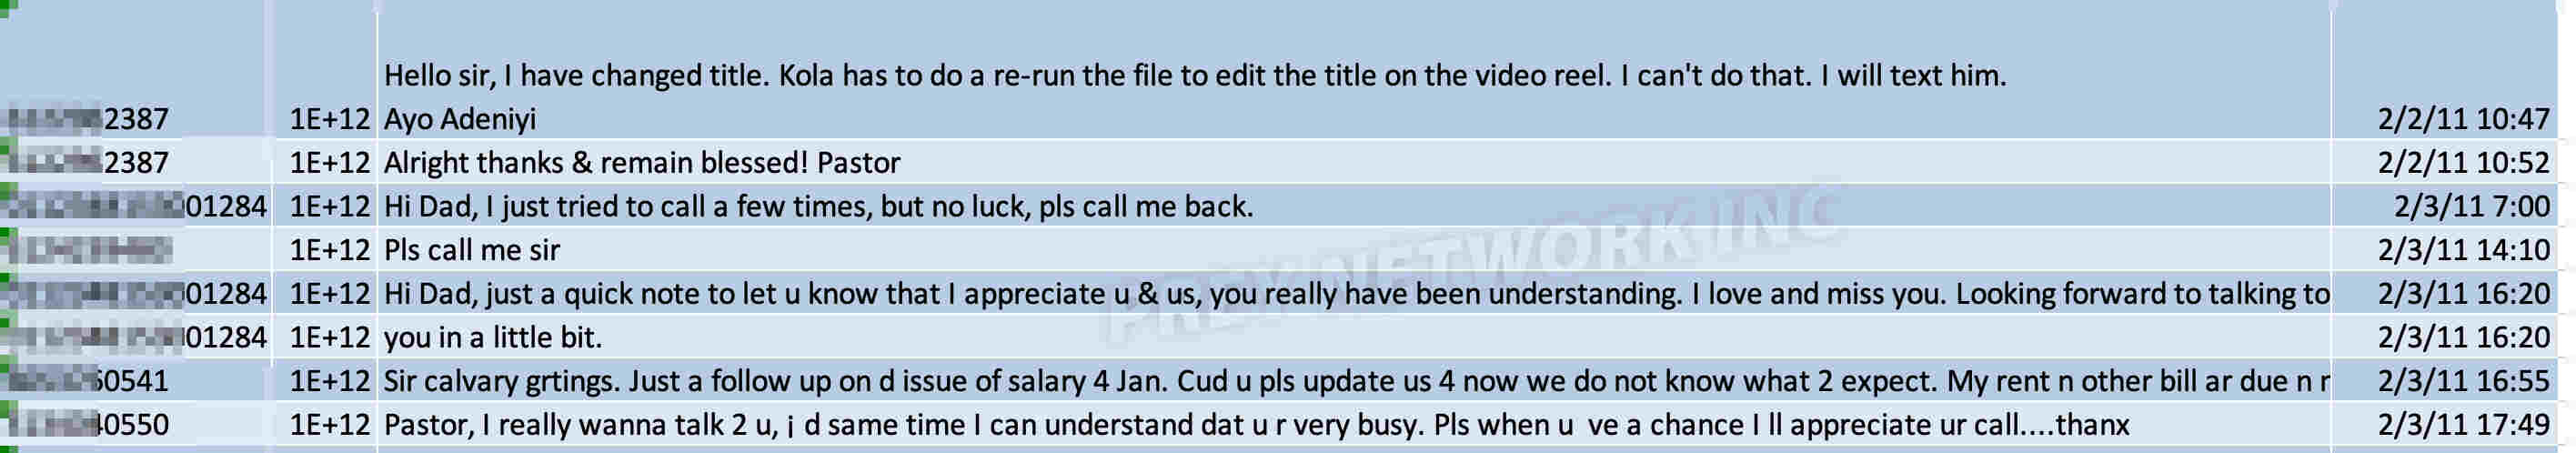 Hello sir, I have changed title. Kola has to do a re-run the file to edit the title on the video reel. I can't do that. I will text him.
2387 1E+12 Ayo Adeniyi 2/2/11 10:47
2387 1E+12 Alright thanks & remain blessed! Pastor 2/2/11 10:52
01284 1E+12 Hi Dad, I just tried to call a few times, but no luck, pls call me back. 2/3/11 7:00
1E+12 Pls call me sir 2/3/11 14:10
01284 1E+12 Hi Dad, just a quick note to let u know that I appreciate u & us, you really have been understanding. I love and miss you. Looking forward to talking to 2/3/11 16:20
01284 1E+12 you in a little bit. 2/3/11 16:20
0541 1E+12 Sir calvary grtings. Just a follow up on d issue of salary 4 Jan. Cud u pls update us 4 now we do not know what 2 expect. My rent n other bill ar due n r 2/3/11 16:55
0550 1E+12 Pastor, I really wanna talk 2 u, ¡ d same time I can understand dat u r very busy. Pls when u ve a chance I ll appreciate ur call....thanx 2/3/11 17:49
PREY NETWORK INC